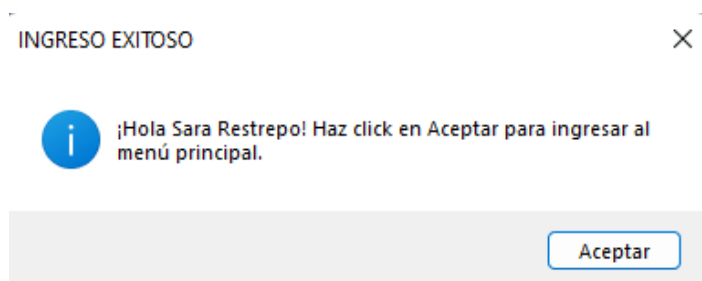 INGRESO EXITOSO
¡Hola Sara Restrepo! Haz click en Aceptar para ingresar al
menú principal.
Aceptar